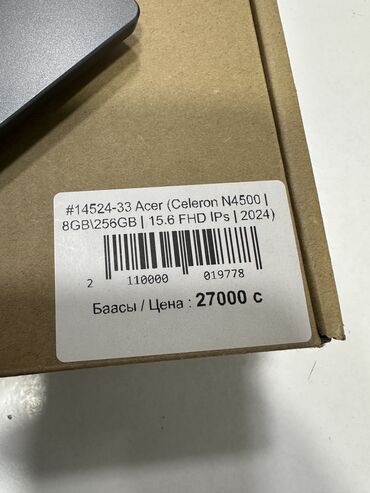 #14524-33 Acer (Celeron N4500 |
8GB\256GB | 15.6 FHD IPs | 2024)
2 110000 019778
Баасы / Цена : 27000 с